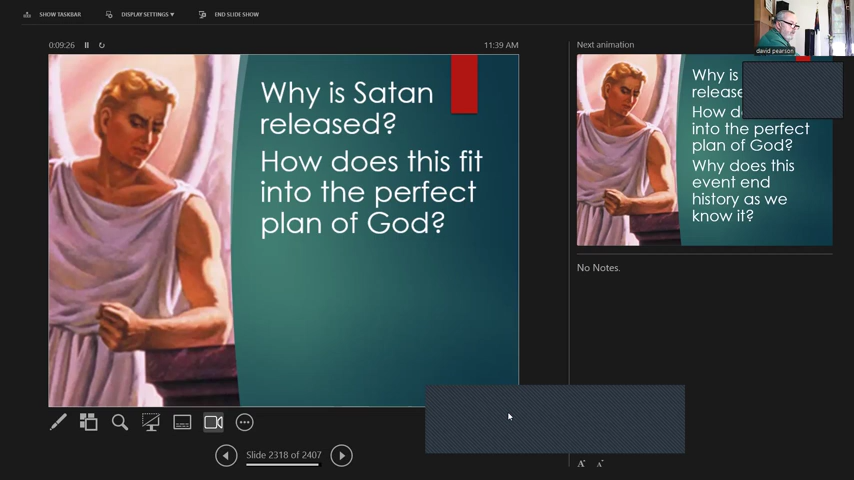 SHOW TASKBAR
DISPLAY SETTINGS ▾
END SLIDE SHOW
0:09:26
11:39 AM
Why is Satan
released?
How does this fit
into the perfect
plan of God?
Slide 2318 of 2407
Next animation
david pearson
Why is
release
How d
into the perfect
plan of God?
Why does this
event end
history as we
know it?
No Notes.
A
A